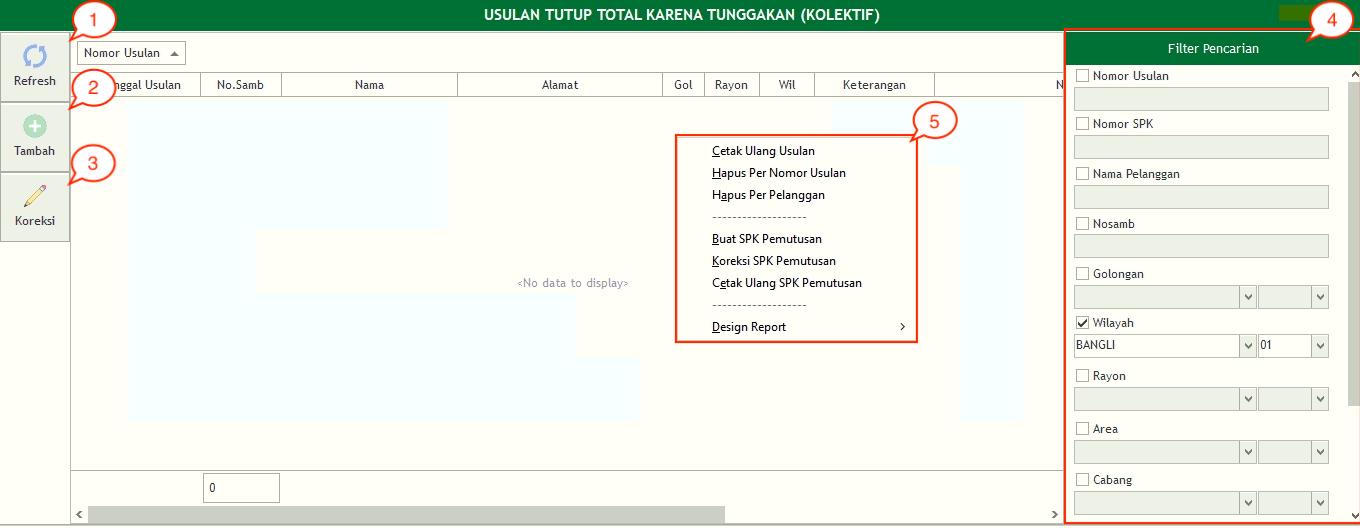 USULAN TUTUP TOTAL KARENA TUNGGAKAN (KOLEKTIF)
1
Refresh
2
Tambah
3
Koreksi
Nomor Usulan
nggal Usulan No.Samb Nama Alamat Gol Rayon Wil Keterangan N
<No data to display>
5
Cetak Ulang Usulan
Hapus Per Nomor Usulan
Hapus Per Pelanggan
------------------
Buat SPK Pemutusan
Koreksi SPK Pemutusan
Cetak Ulang SPK Pemutusan
------------------
Design Report
0
4
Filter Pencarian
Nomor Usulan
Nomor SPK
Nama Pelanggan
Nosamb
Golongan
Wilayah
BANGLI 01
Rayon
Area
Cabang